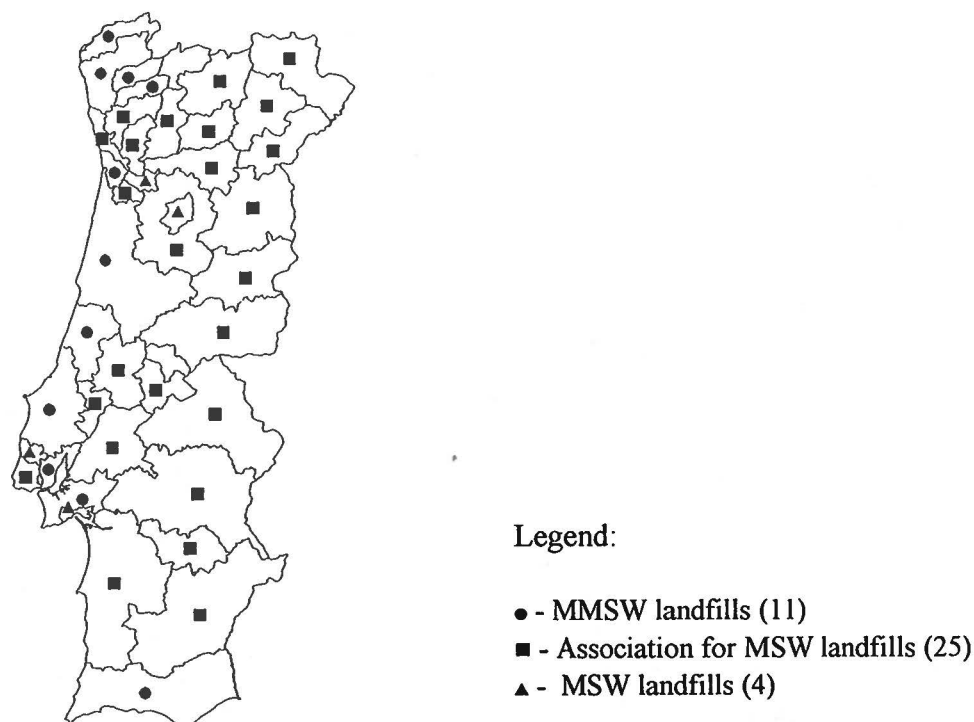 Legend:
● - MMSW landfills (11)
■ - Association for MSW landfills (25)
▲ - MSW landfills (4)